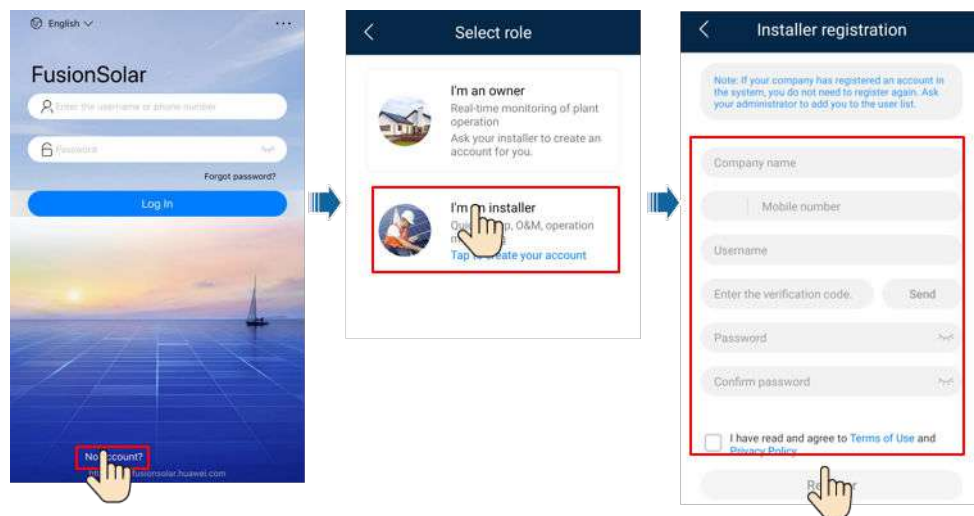 English
FusionSolar
Enter the username or phone number
Password
Forgot password?
Log In
No account?
fusionsolar.huawei.com
Select role
I'm an owner
Real-time monitoring of plant
operation
Ask your installer to create an
account for you.
I'm an installer
O&M, operation
Tap to create your account
Installer registration
Note: If your company has registered an account in
the system, you do not need to register again. Ask
your administrator to add you to the user list.
Company name
Mobile number
Username
Enter the verification code.
Send
Password
Confirm password
I have read and agree to Terms of Use and
Privacy Policy
Register